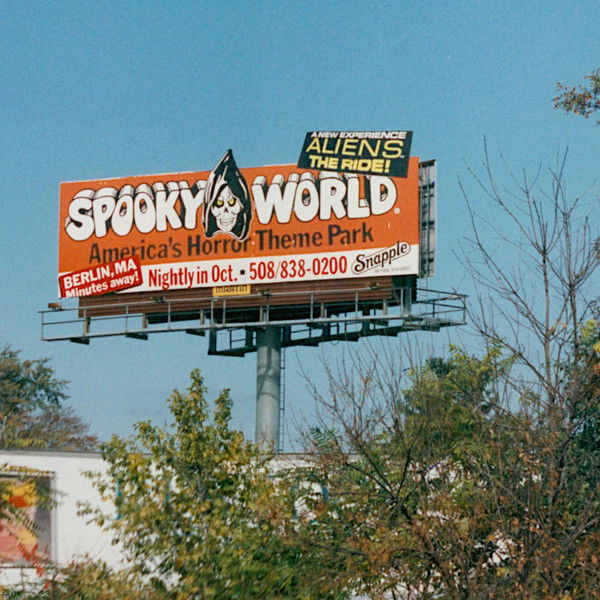 A NEW EXPERIENCE
ALIENS
THE RIDE!
SPOOKY WORLD
America's Horror Theme Park
BERLIN, MA
Minutes away!
Nightly in Oct. ▪ 508/838-0200
Snapple
MARTIN